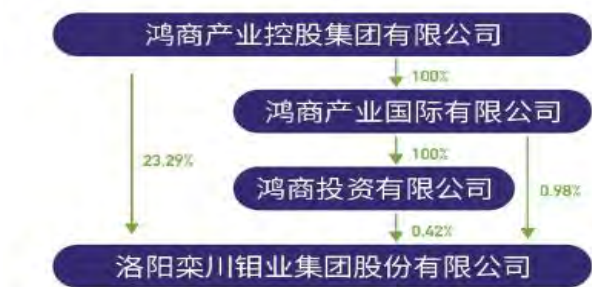 鸿商产业控股集团有限公司
100%
鸿商产业国际有限公司
23.29%
100%
鸿商投资有限公司
0.98%
0.42%
洛阳栾川钼业集团股份有限公司